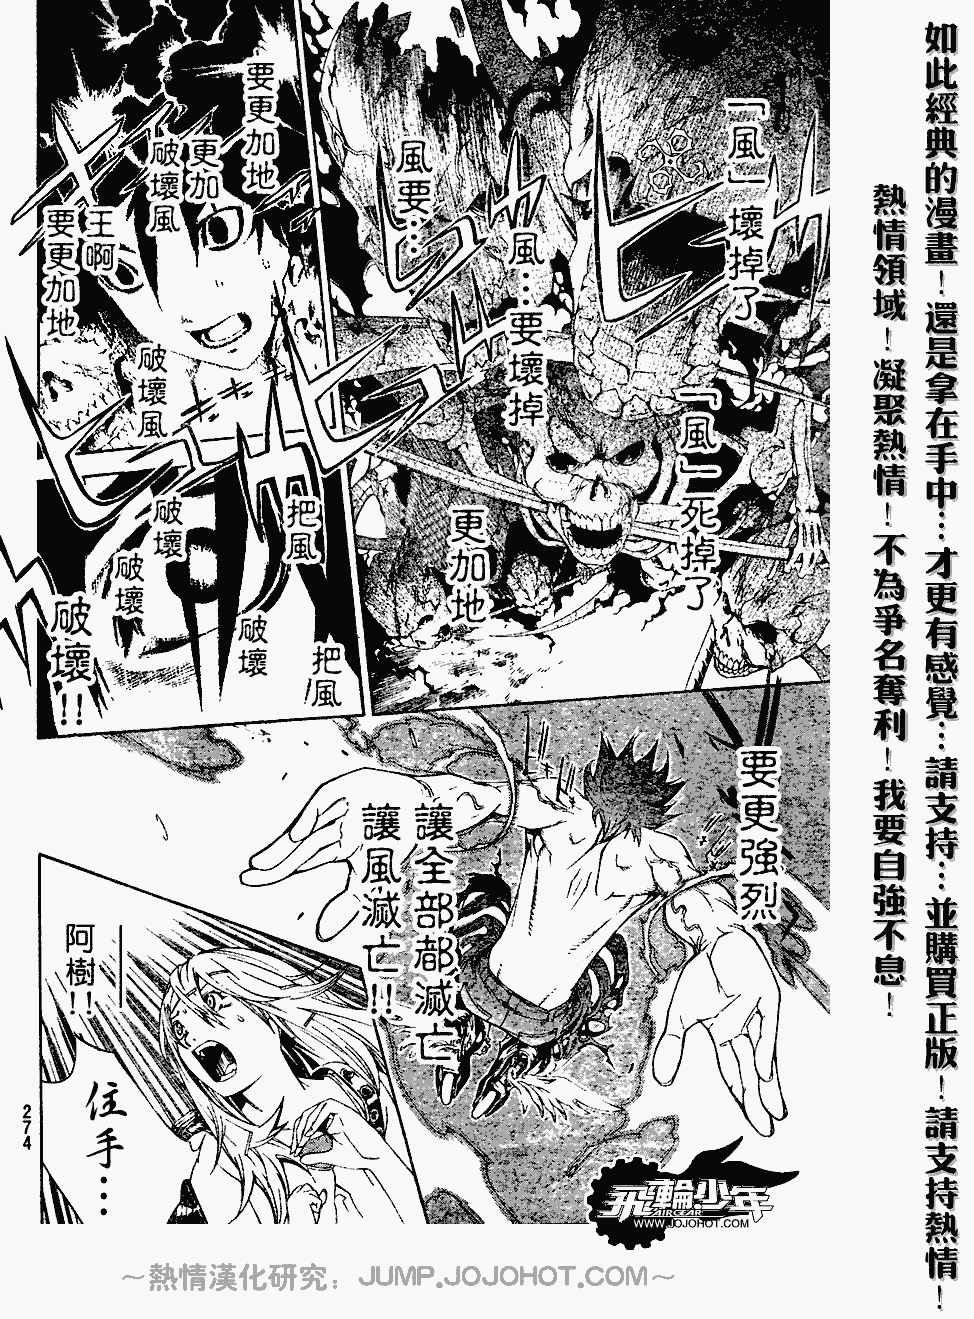 如此經典的漫畫！還是拿在手中…才更有感覺…請支持…並購買正版！請支持熱情！
熱情領域！凝聚熱情！不為爭名奪利！我要自強不息！
「風」壞掉了
「風」死掉了
風…要壞掉
風要…
更加地
要更加地
更加
破壞風
王啊
要更加地
破壞風
把風
破壞
破壞
把風
破壞
破壞!!
要更強烈
讓全部都滅亡
讓風滅亡!!
阿樹!!
住手…
274
飛輪少年
AIRGEAR
WWW.JOJOHOT.COM
～熱情漢化研究：JUMP.JOJOHOT.COM～